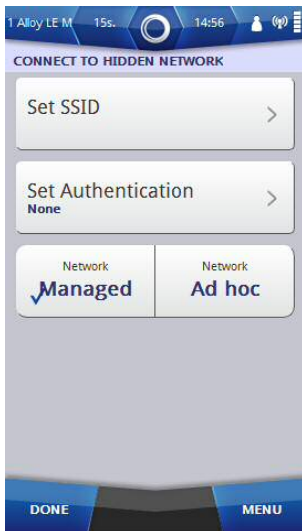 1 Alloy LE M 15s. 14:56
CONNECT TO HIDDEN NETWORK
Set SSID
Set Authentication
None
Network Network
Managed Ad hoc
DONE MENU